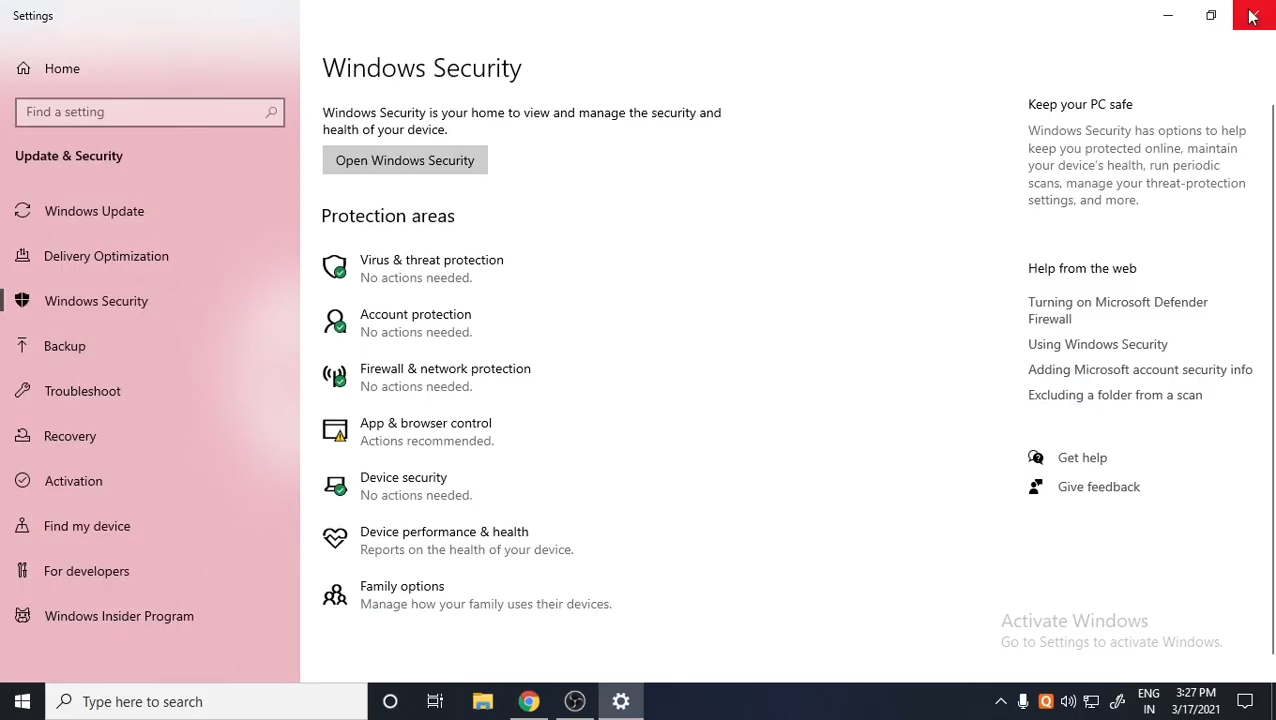 Settings
Home
Find a setting
Update & Security
Windows Update
Delivery Optimization
Windows Security
Backup
Troubleshoot
Recovery
Activation
Find my device
For developers
Windows Insider Program
Windows Security
Windows Security is your home to view and manage the security and
health of your device.
Open Windows Security
Protection areas
Virus & threat protection
No actions needed.
Account protection
No actions needed.
Firewall & network protection
No actions needed.
App & browser control
Actions recommended.
Device security
No actions needed.
Device performance & health
Reports on the health of your device.
Family options
Manage how your family uses their devices.
Keep your PC safe
Windows Security has options to help
keep you protected online, maintain
your device's health, run periodic
scans, manage your threat-protection
settings, and more.
Help from the web
Turning on Microsoft Defender
Firewall
Using Windows Security
Adding Microsoft account security info
Excluding a folder from a scan
Get help
Give feedback
Activate Windows
Go to Settings to activate Windows.
Type here to search
ENG
IN
3:27 PM
3/17/2021